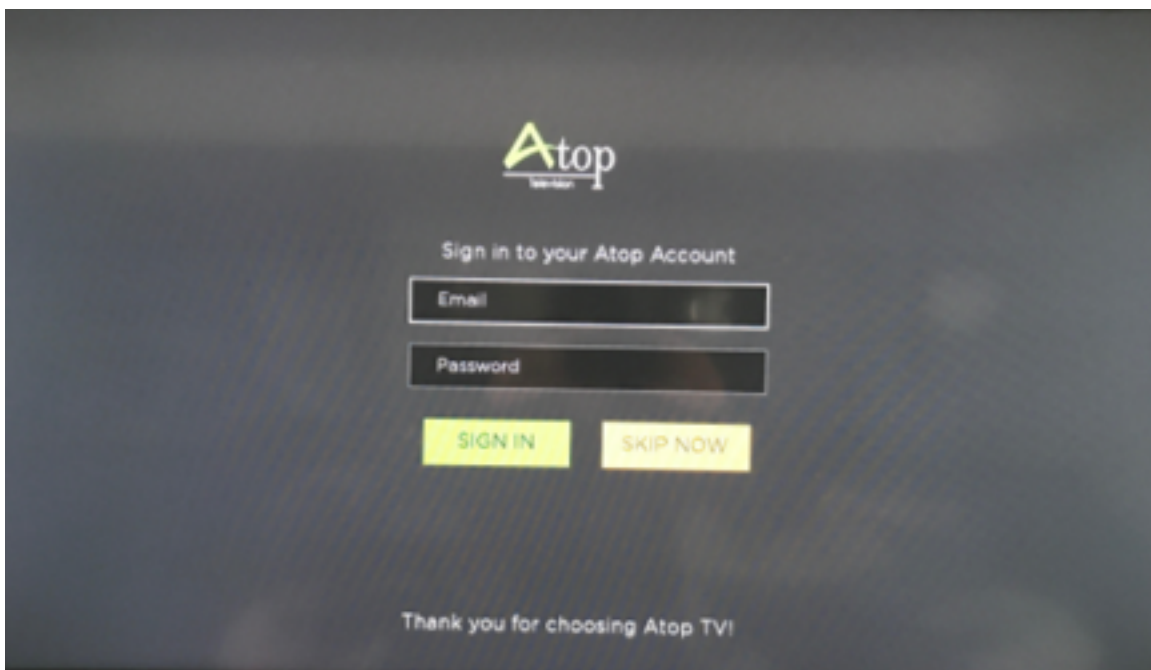 Atop
Television
Sign in to your Atop Account
Email
Password
SIGN IN
SKIP NOW
Thank you for choosing Atop TV!